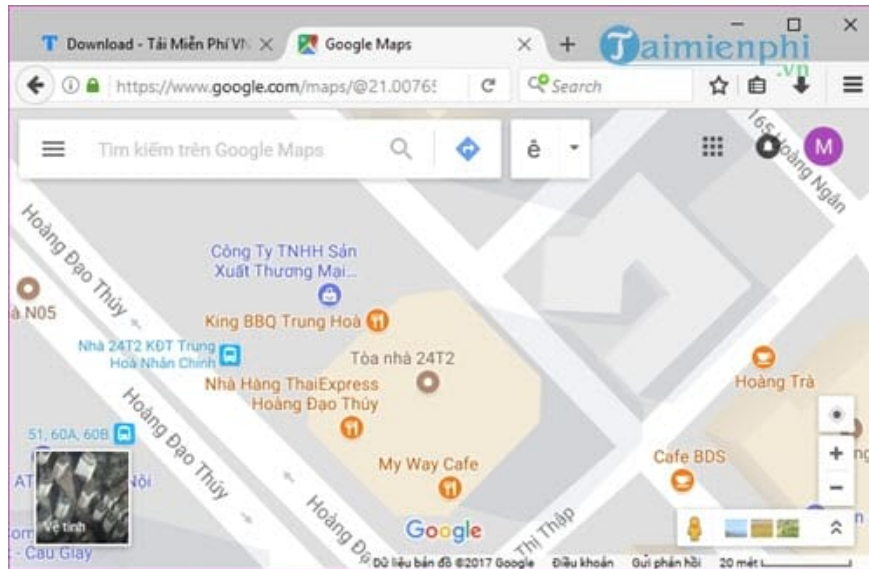 Download - Tải Miễn Phí VN
Google Maps
Taimienphi
.vn
https://www.google.com/maps/@21.0076
Search
Tìm kiếm trên Google Maps
ê
M
165 Hoàng Ngân
Hoàng Đạo Thúy
Công Ty TNHH Sản
Xuất Thương Mại...
N05
King BBQ Trung Hoà
Nhà 24T2 KĐT Trung
Hoà Nhân Chính
Tòa nhà 24T2
Nhà Hàng ThaiExpress
Hoàng Đạo Thúy
Hoàng Trà
Hoàng Đạo Thúy
51, 60A, 60B
My Way Cafe
Cafe BDS
AT
Nội
Vệ tinh
- Cầu Giấy
Google
Hoàng
Thị Thập
Dữ liệu bản đồ ©2017 Google
Điều khoản
Gửi phản hồi
20 mét